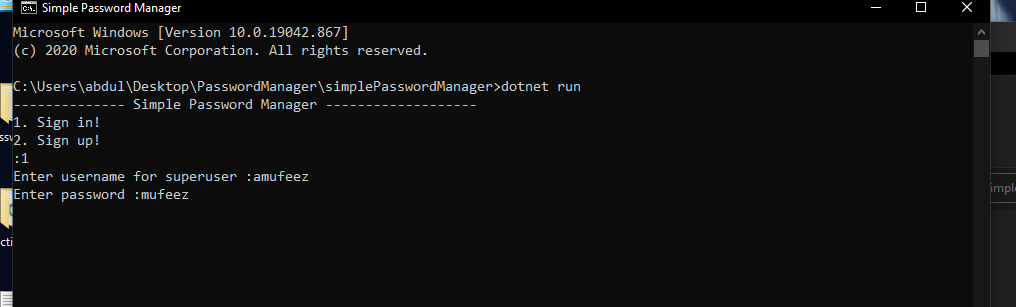 Simple Password Manager
Microsoft Windows [Version 10.0.19042.867]
(c) 2020 Microsoft Corporation. All rights reserved.
C:\Users\abdul\Desktop\PasswordManager\simplePasswordManager>dotnet run
-------------- Simple Password Manager -------------------
1. Sign in!
2. Sign up!
:1
Enter username for superuser :amufeez
Enter password :mufeez